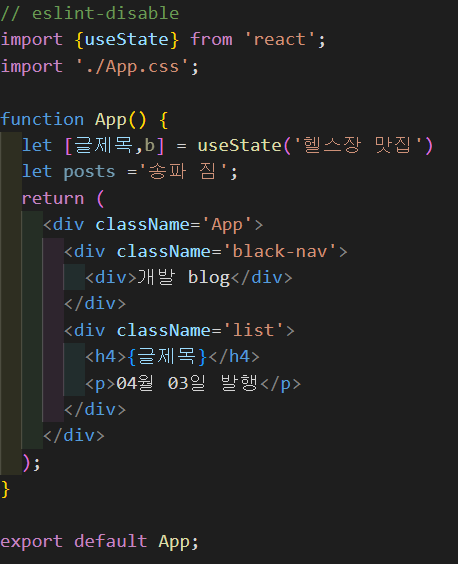 // eslint-disable
import {useState} from 'react';
import './App.css';
function App() {
let [글제목,b] = useState('헬스장 맛집')
let posts ='송파 짐';
return (
<div className='App'>
<div className='black-nav'>
<div>개발 blog</div>
</div>
<div className='list'>
<h4>{글제목}</h4>
<p>04월 03일 발행</p>
</div>
</div>
);
}
export default App;